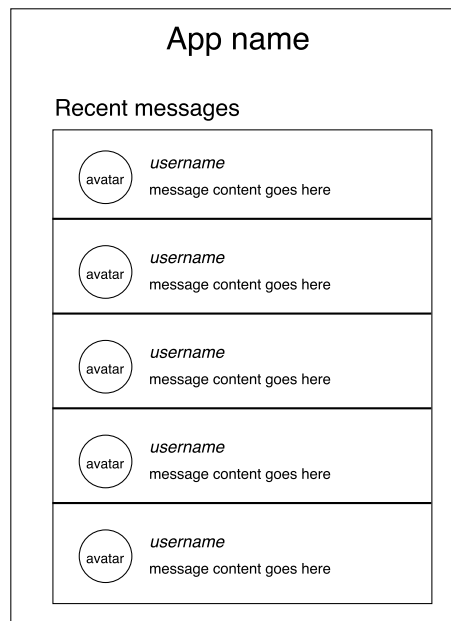 App name
Recent messages
avatar
username
message content goes here
avatar
username
message content goes here
avatar
username
message content goes here
avatar
username
message content goes here
avatar
username
message content goes here